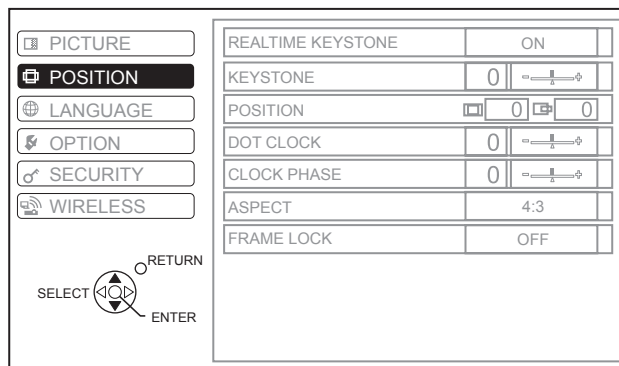 PICTURE
POSITION
LANGUAGE
OPTION
SECURITY
WIRELESS
RETURN
SELECT
ENTER
REALTIME KEYSTONE ON
KEYSTONE 0 - +
POSITION 0 0
DOT CLOCK 0 - +
CLOCK PHASE 0 - +
ASPECT 4:3
FRAME LOCK OFF